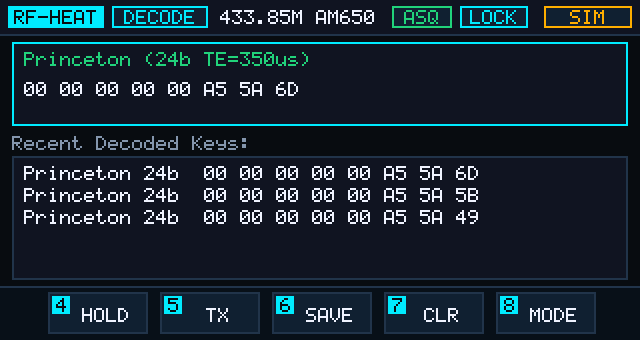 RF-HEAT DECODE 433.85M AM650 ASQ LOCK SIM
Princeton (24b TE=350us)
00 00 00 00 00 A5 5A 6D
Recent Decoded Keys:
Princeton 24b 00 00 00 00 00 A5 5A 6D
Princeton 24b 00 00 00 00 00 A5 5A 5B
Princeton 24b 00 00 00 00 00 A5 5A 49
4 HOLD 5 TX 6 SAVE 7 CLR 8 MODE